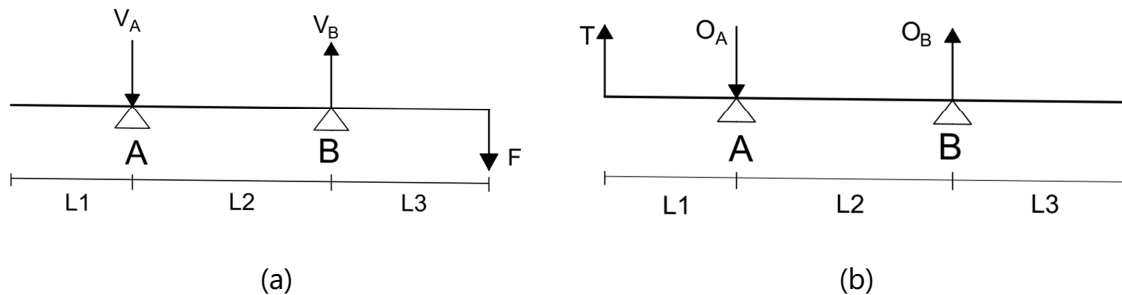 V_A V_B
A B F
L1 L2 L3
(a)
T O_A O_B
A B
L1 L2 L3
(b)